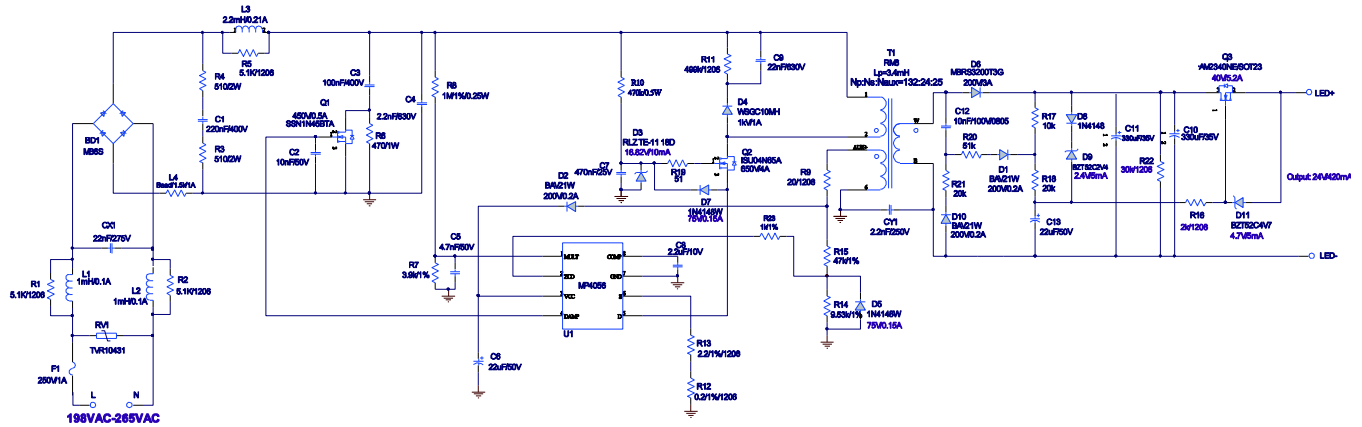 L3
2.2mH/0.21A
R5
5.1K/1206
R4
510/2W
C1
220nF/400V
R3
510/2W
BD1
MB6S
L4
Bead/1.5k/1A
CX1
22nF/275V
R1
5.1K/1206
L1
1mH/0.1A
L2
1mH/0.1A
R2
5.1K/1206
RV1
TVR10431
F1
250V/1A
L
N
198VAC-265VAC
C3
100nF/400V
Q1
450V/0.5A
SSN1N45BTA
C2
10nF/50V
R6
470/1W
C4
2.2nF/630V
R8
1M/1%/0.25W
R7
3.9k/1%
C5
4.7nF/50V
C6
22uF/50V
D2
BAV21W
200V/0.2A
R10
470k/0.5W
D3
RLZ TE-11 16D
16.82V/10mA
C7
470nF/25V
R19
51
D7
1N4148W
75V/0.15A
Q2
ISU04N65A
650V/4A
R11
499k/1206
C9
22nF/630V
D4
WSGC10MH
1kV/1A
MULT
ZCD
VCC
DAMP
COMP
GND
S
D
MP4056
U1
C8
2.2uF/10V
R23
1k/1%
R13
2.2/1%/1206
R12
0.2/1%/1206
R9
20/1206
R15
47k/1%
R14
9.53k/1%
D5
1N4148W
75V/0.15A
T1
RM6
Lp=3.4mH
Np:Ns:Naux=132:24:25
CY1
2.2nF/250V
D6
MBRS3200T3G
200V/3A
C12
10nF/100V/0805
R20
51k
R21
20k
D10
BAV21W
200V/0.2A
D1
BAV21W
200V/0.2A
R17
10k
R18
20k
C13
22uF/50V
D8
1N4148
D9
BZT52C2V4
2.4V/5mA
C11
330uF/35V
R22
30k/1206
C10
330uF/35V
R16
2k/1206
D11
BZT52C4V7
4.7V/5mA
Q3
AM2340NE/SOT23
40V/5.2A
LED+
Output: 24V/420mA
LED-